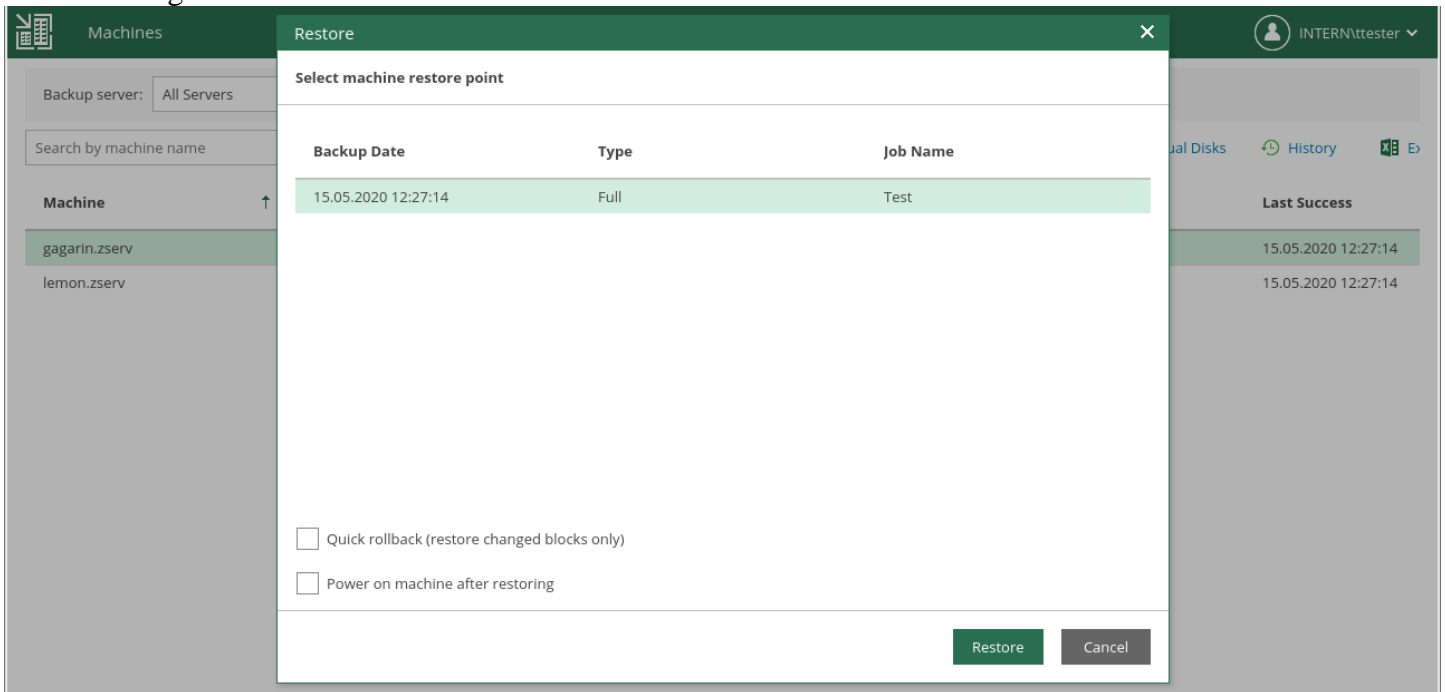 Machines
INTERN\ttester
Backup server: All Servers
Search by machine name
ual Disks
History
Machine
Last Success
gagarin.zserv
15.05.2020 12:27:14
lemon.zserv
15.05.2020 12:27:14
Restore
Select machine restore point
Backup Date Type Job Name
15.05.2020 12:27:14 Full Test
Quick rollback (restore changed blocks only)
Power on machine after restoring
Restore Cancel